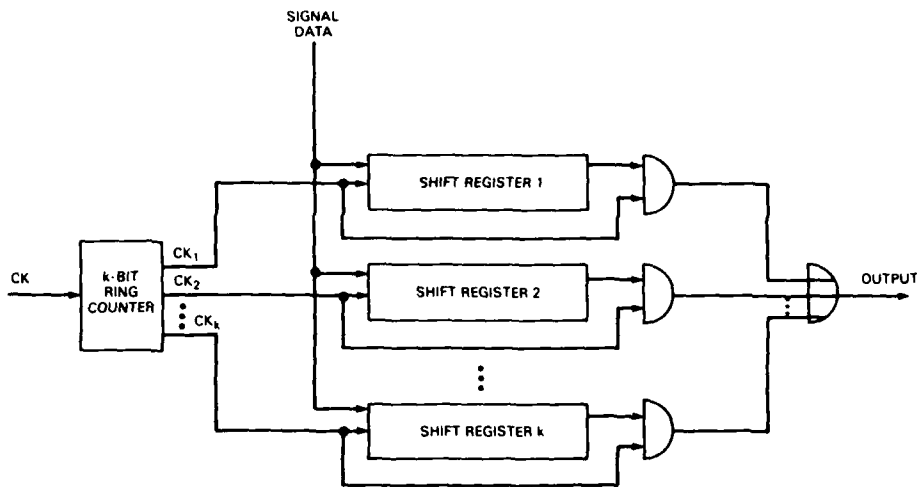 SIGNAL
DATA
SHIFT REGISTER 1
CK
k-BIT
RING
COUNTER
CK₁
CK₂
CKₖ
SHIFT REGISTER 2
OUTPUT
SHIFT REGISTER k